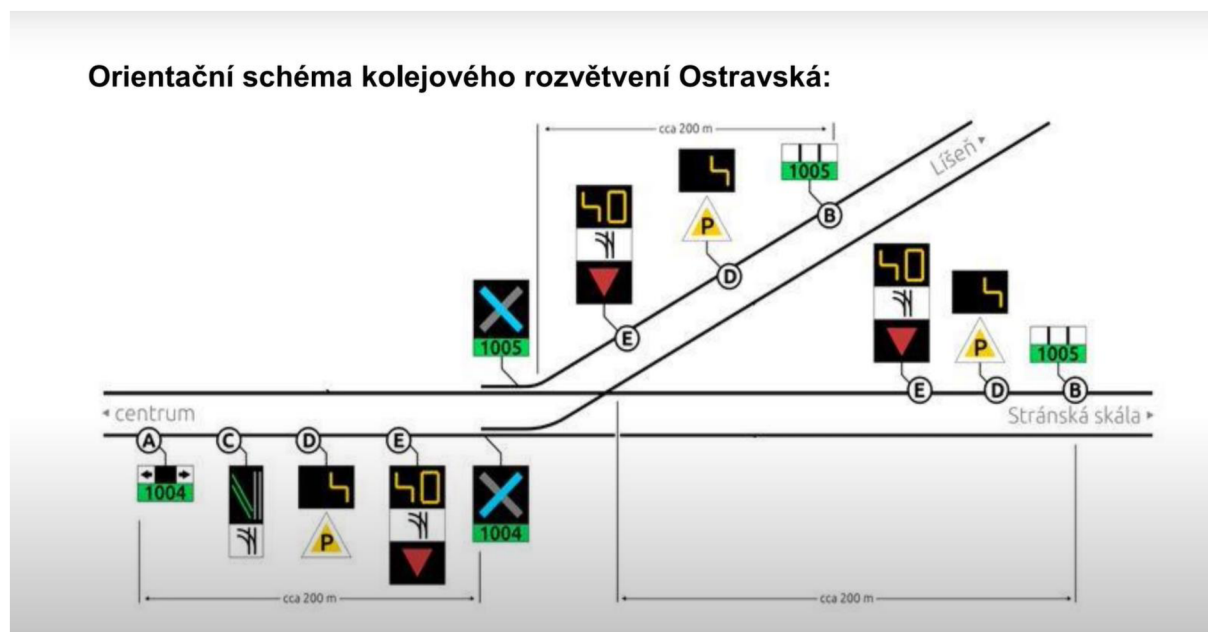 Orientační schéma kolejového rozvětvení Ostravská:
cca 200 m
Líšeň
1005
B
40
P
D
E
1005
40
E
P
D
1005
B
centrum
Stránská skála
A
1004
C
D
P
E
40
1004
cca 200 m
cca 200 m